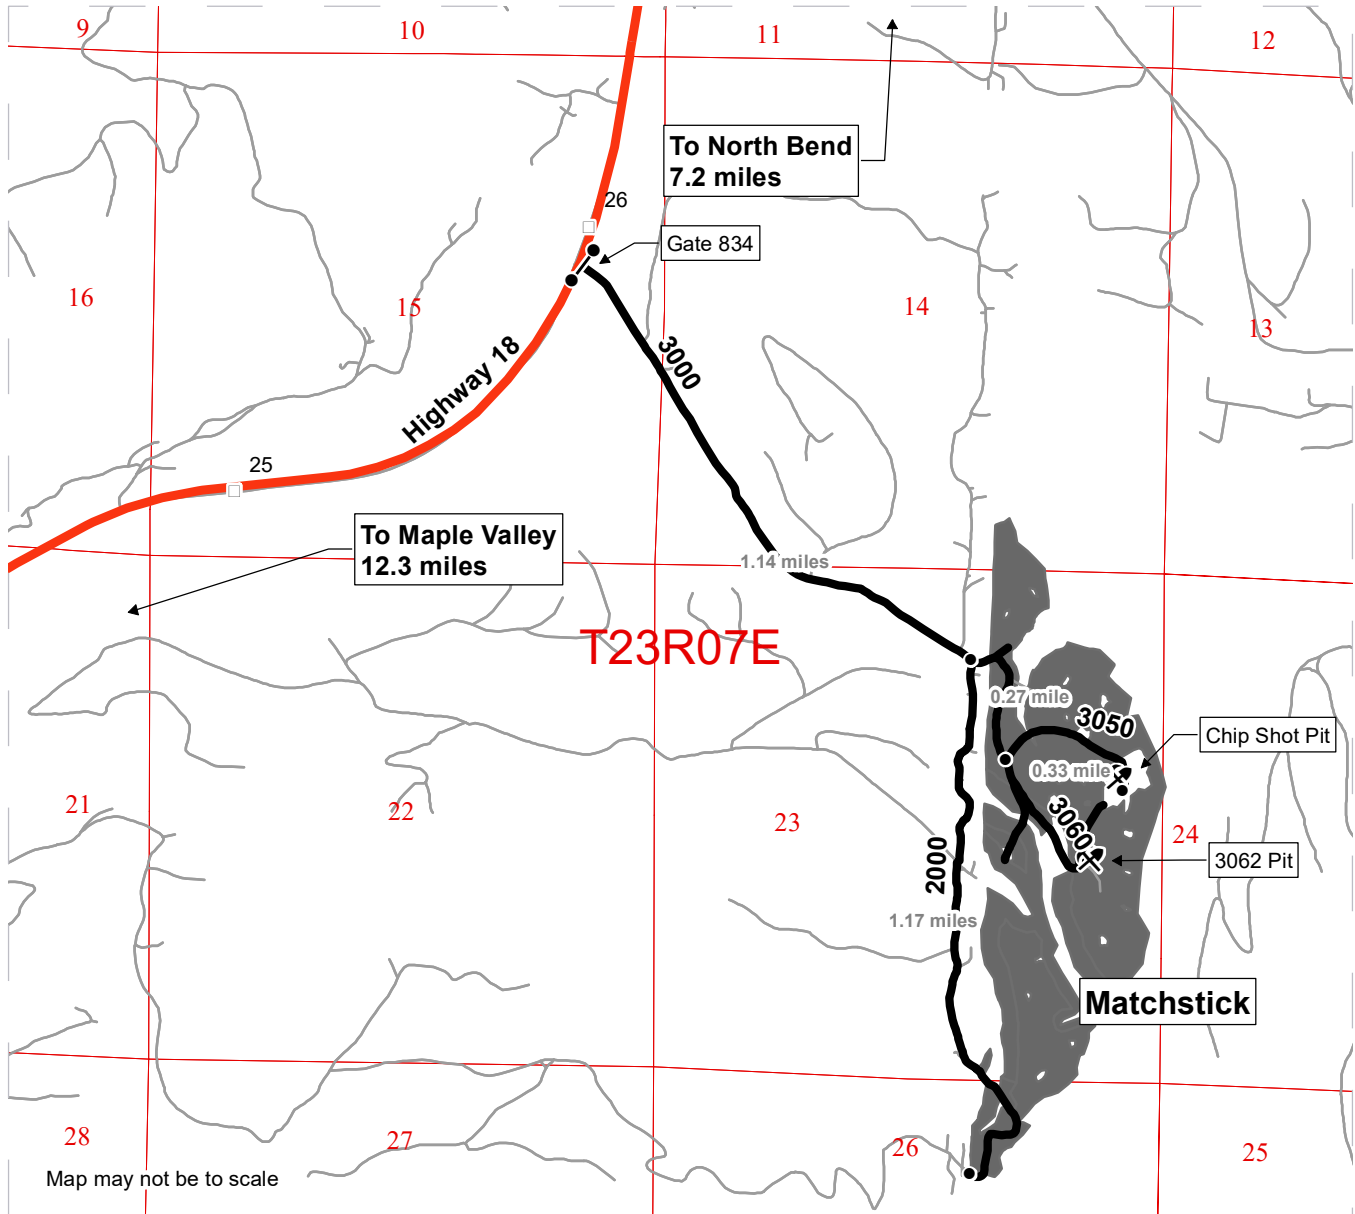 9
10
11
12
To North Bend
7.2 miles
26
Gate 834
16
15
14
13
3000
Highway 18
25
To Maple Valley
12.3 miles
1.14 miles
T23R07E
0.27 mile
3050
Chip Shot Pit
0.33 mile
21
22
23
3060
24
2000
3062 Pit
1.17 miles
Matchstick
28
27
26
25
Map may not be to scale